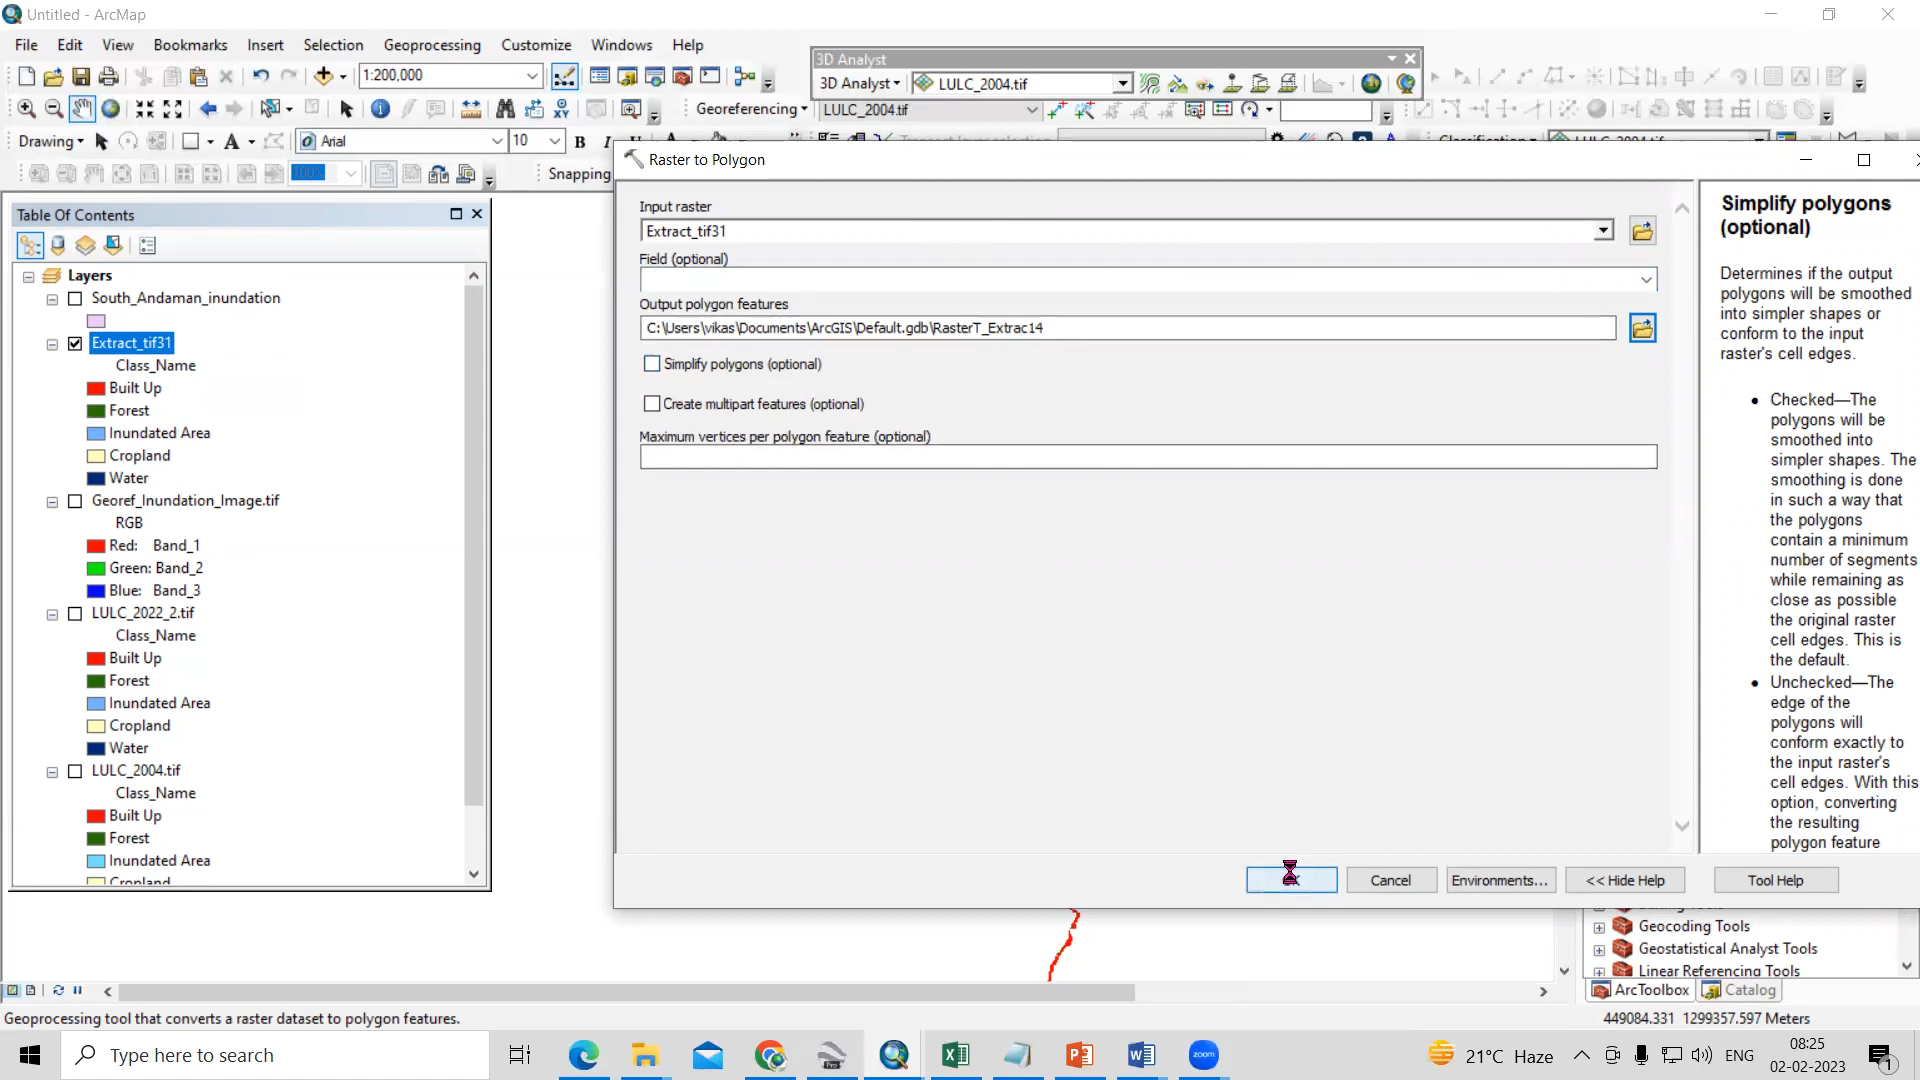 Untitled - ArcMap
File Edit View Bookmarks Insert Selection Geoprocessing Customize Windows Help
3D Analyst
1:200,000
3D Analyst LULC_2004.tif
Georeferencing LULC_2004.tif
Drawing A Arial 10 B I
100%
Snapping
Table Of Contents
Layers
South_Andaman_inundation
Extract_tif31
Class_Name
Built Up
Forest
Inundated Area
Cropland
Water
Georef_Inundation_Image.tif
RGB
Red: Band_1
Green: Band_2
Blue: Band_3
LULC_2022_2.tif
Class_Name
Built Up
Forest
Inundated Area
Cropland
Water
LULC_2004.tif
Class_Name
Built Up
Forest
Inundated Area
Cropland
Raster to Polygon
Input raster
Extract_tif31
Field (optional)
Output polygon features
C:\Users\vikas\Documents\ArcGIS\Default.gdb\RasterT_Extrac14
Simplify polygons (optional)
Create multipart features (optional)
Maximum vertices per polygon feature (optional)
Cancel
Environments...
<< Hide Help
Tool Help
Simplify polygons
(optional)
Determines if the output
polygons will be smoothed
into simpler shapes or
conform to the input
raster's cell edges.
• Checked—The
polygons will be
smoothed into
simpler shapes. The
smoothing is done
in such a way that
the polygons
contain a minimum
number of segments
while remaining as
close as possible
the original raster
cell edges. This is
the default.
• Unchecked—The
edge of the
polygons will
conform exactly to
the input raster's
cell edges. With this
option, converting
the resulting
polygon feature
Geocoding Tools
Geostatistical Analyst Tools
Linear Referencing Tools
ArcToolbox Catalog
Geoprocessing tool that converts a raster dataset to polygon features.
449084.331 1299357.597 Meters
Type here to search
Pro
zoom
21°C Haze
ENG
08:25
02-02-2023
1